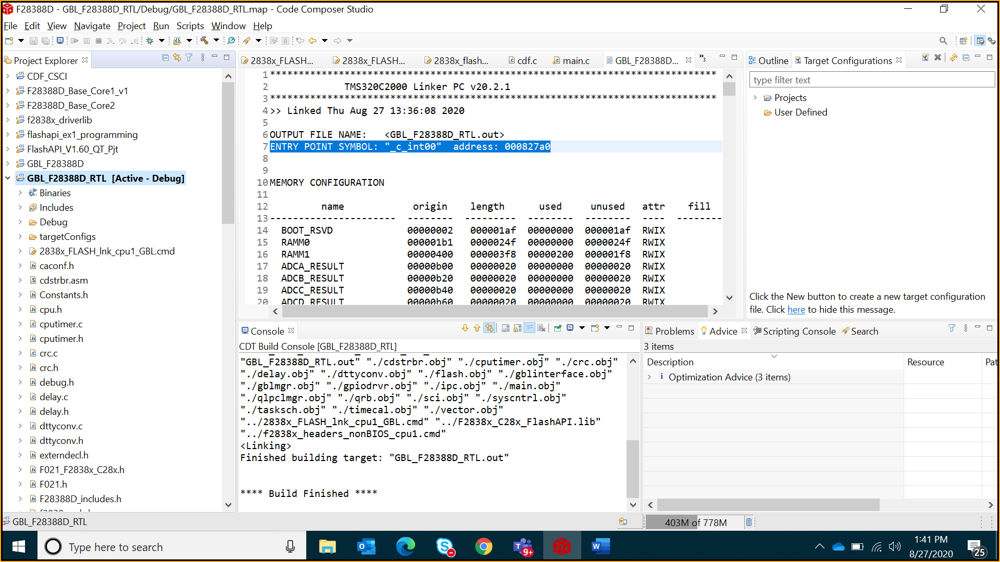 F28388D - GBL_F28388D_RTL/Debug/GBL_F28388D_RTL.map - Code Composer Studio
File Edit View Navigate Project Run Scripts Window Help
Project Explorer
CDF_CSCI
F28388D_Base_Core1_v1
F28388D_Base_Core2
f2838x_driverlib
flashapi_ex1_programming
FlashAPI_V1.60_QT_Pjt
GBL_F28388D
GBL_F28388D_RTL [Active - Debug]
Binaries
Includes
Debug
targetConfigs
2838x_FLASH_lnk_cpu1_GBL.cmd
caconf.h
cdstrbr.asm
Constants.h
cpu.h
cputimer.c
cputimer.h
crc.c
crc.h
debug.h
delay.c
delay.h
dttyconv.c
dttyconv.h
externdecl.h
F021_F2838x_C28x.h
F021.h
F28388D_includes.h
2838x_FLASH... 2838x_FLASH... 2838x_flash... cdf.c main.c GBL_F28388D... »3
1 ******************************************************************************
2 TMS320C2000 Linker PC v20.2.1
3 ******************************************************************************
4 >> Linked Thu Aug 27 13:36:08 2020
5
6 OUTPUT FILE NAME: <GBL_F28388D_RTL.out>
7 ENTRY POINT SYMBOL: "_c_int00" address: 000827a0
8
9
10 MEMORY CONFIGURATION
11
12 name origin length used unused attr fill
13 ---------------------- -------- --------- -------- -------- ---- --------
14 BOOT_RSVD 00000002 000001af 00000000 000001af RWIX
15 RAMM0 000001b1 0000024f 00000000 0000024f RWIX
16 RAMM1 00000400 000003f8 00000200 000001f8 RWIX
17 ADCA_RESULT 00000b00 00000020 00000000 00000020 RWIX
18 ADCB_RESULT 00000b20 00000020 00000000 00000020 RWIX
19 ADCC_RESULT 00000b40 00000020 00000000 00000020 RWIX
20 ADCD_RESULT 00000b60 00000020 00000000 00000020 RWIX
Outline Target Configurations
type filter text
Projects
User Defined
Click the New button to create a new target configuration
file. Click here to hide this message.
Console
CDT Build Console [GBL_F28388D_RTL]
"GBL_F28388D_RTL.out" "./cdstrbr.obj" "./cputimer.obj" "./crc.obj"
"./delay.obj" "./dttyconv.obj" "./flash.obj" "./gblinterface.obj"
"./gblmgr.obj" "./gpiodrvr.obj" "./ipc.obj" "./main.obj"
"./qlpclmgr.obj" "./qrb.obj" "./sci.obj" "./syscntrl.obj"
"./tasksch.obj" "./timecal.obj" "./vector.obj"
"../2838x_FLASH_lnk_cpu1_GBL.cmd" "../F2838x_C28x_FlashAPI.lib"
"../f2838x_headers_nonBIOS_cpu1.cmd"
<Linking>
Finished building target: "GBL_F28388D_RTL.out"
**** Build Finished ****
Problems Advice Scripting Console Search
3 items
Description Resource Pat
Optimization Advice (3 items)
GBL_F28388D_RTL
403M of 778M
Type here to search
9+
1:41 PM
8/27/2020
25